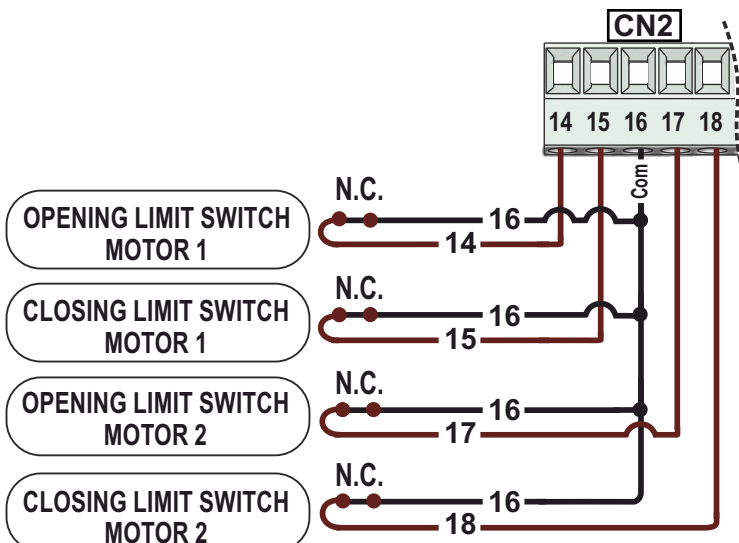 CN2
14 15 16 17 18
Com
N.C.
OPENING LIMIT SWITCH
MOTOR 1
16
14
N.C.
CLOSING LIMIT SWITCH
MOTOR 1
16
15
N.C.
OPENING LIMIT SWITCH
MOTOR 2
16
17
N.C.
CLOSING LIMIT SWITCH
MOTOR 2
16
18